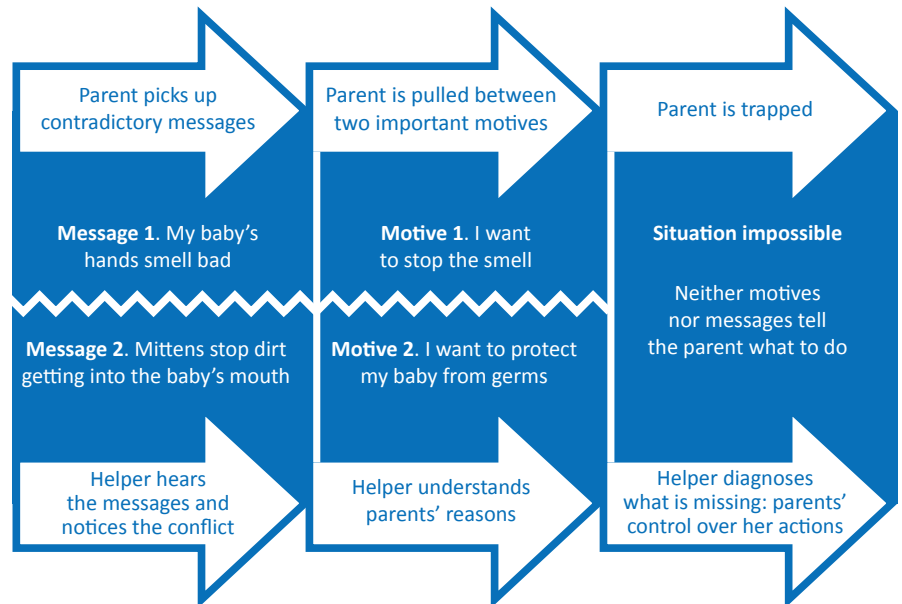 Parent picks up
contradictory messages
Parent is pulled between
two important motives
Parent is trapped
Message 1. My baby's
hands smell bad
Motive 1. I want
to stop the smell
Situation impossible
Neither motives
nor messages tell
the parent what to do
Message 2. Mittens stop dirt
getting into the baby's mouth
Motive 2. I want to protect
my baby from germs
Helper hears
the messages and
notices the conflict
Helper understands
parents' reasons
Helper diagnoses
what is missing: parents'
control over her actions